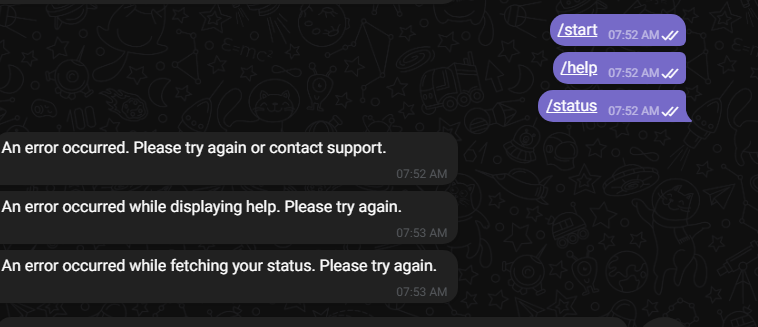 /start 07:52 AM
/help 07:52 AM
/status 07:52 AM
An error occurred. Please try again or contact support.
07:52 AM
An error occurred while displaying help. Please try again.
07:53 AM
An error occurred while fetching your status. Please try again.
07:53 AM